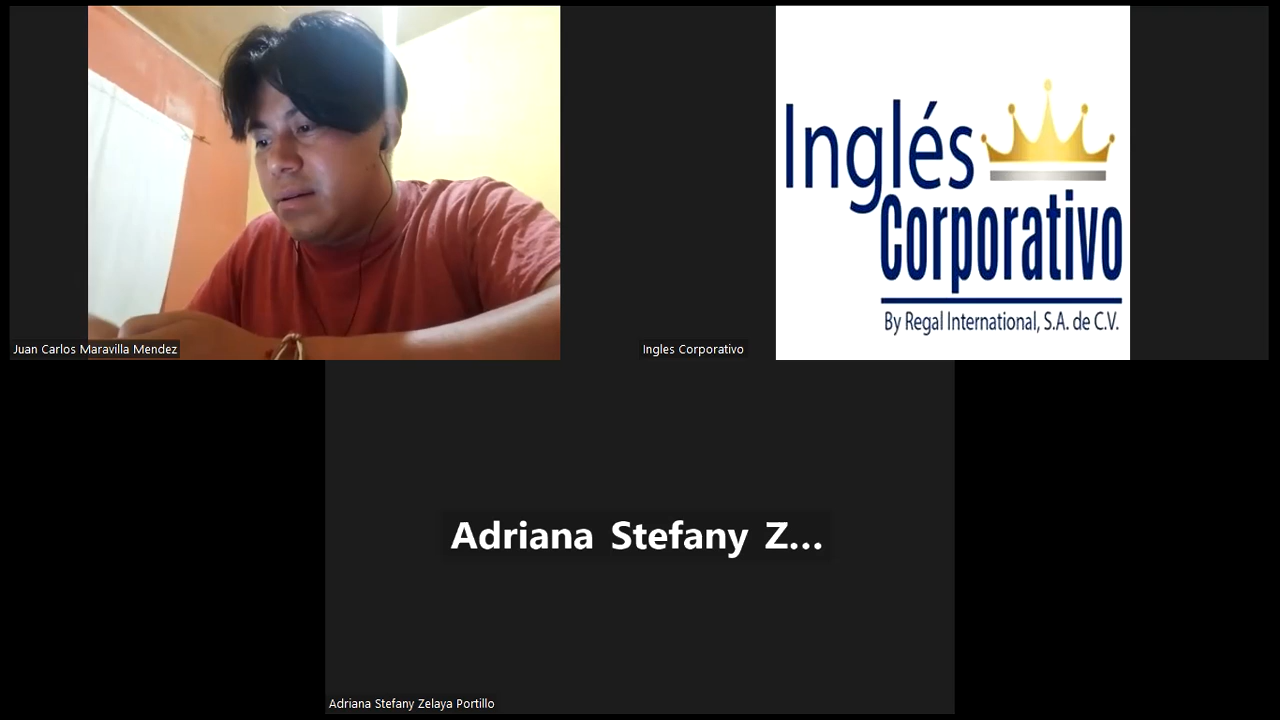 Inglés
Corporativo
By Regal International, S.A. de C.V.
Juan Carlos Maravilla Mendez
Ingles Corporativo
Adriana Stefany Z...
Adriana Stefany Zelaya Portillo